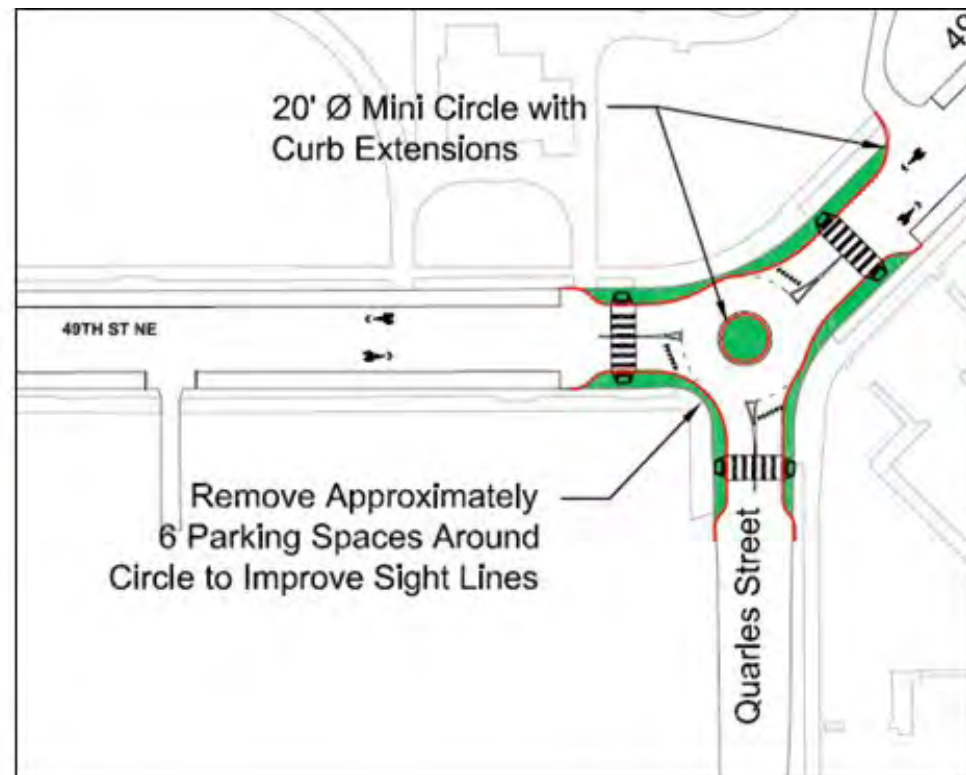 20' Ø Mini Circle with
Curb Extensions
49TH ST NE
Remove Approximately
6 Parking Spaces Around
Circle to Improve Sight Lines
Quarles Street